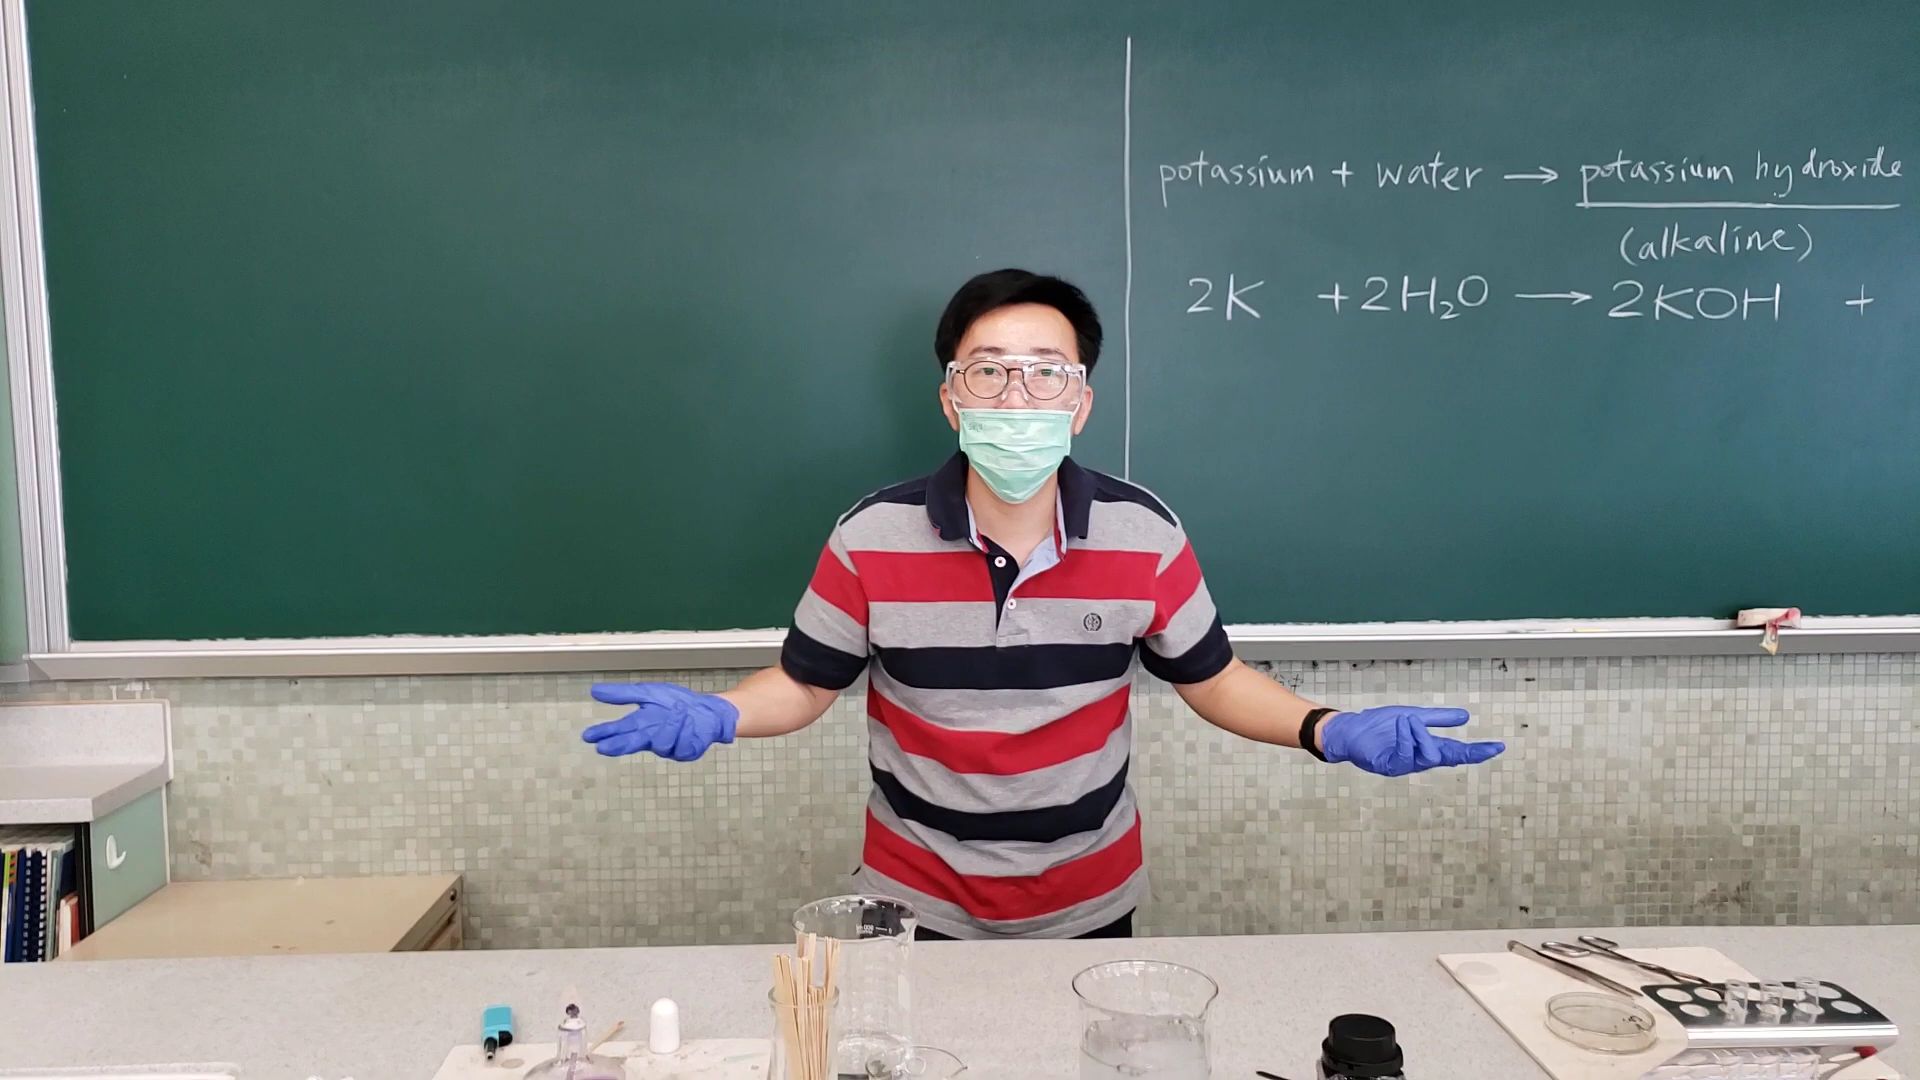 potassium + water → potassium hydroxide
(alkaline)
2K + 2H₂O → 2KOH +